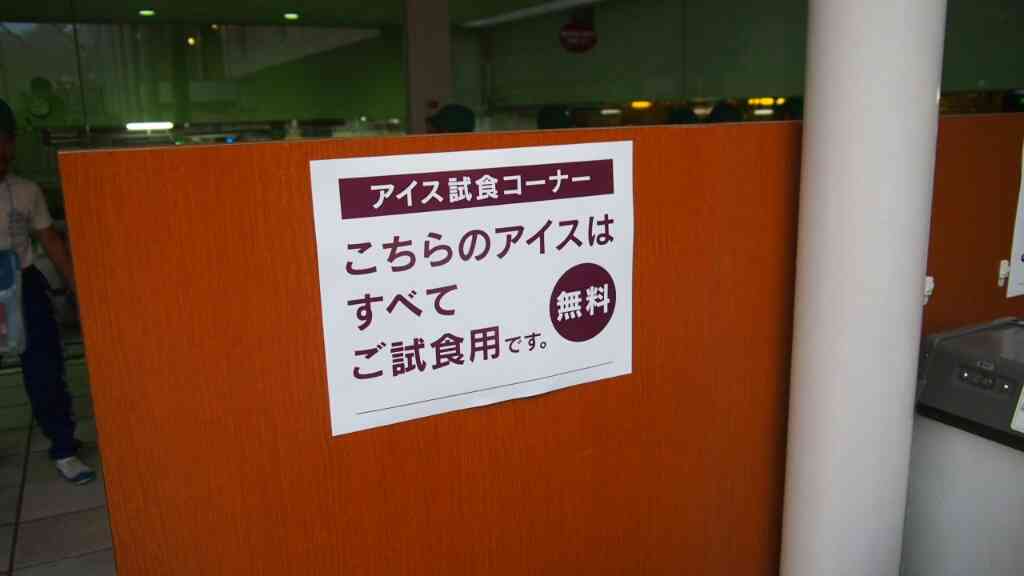 アイス試食コーナー
こちらのアイスは
すべて
無料
ご試食用です。